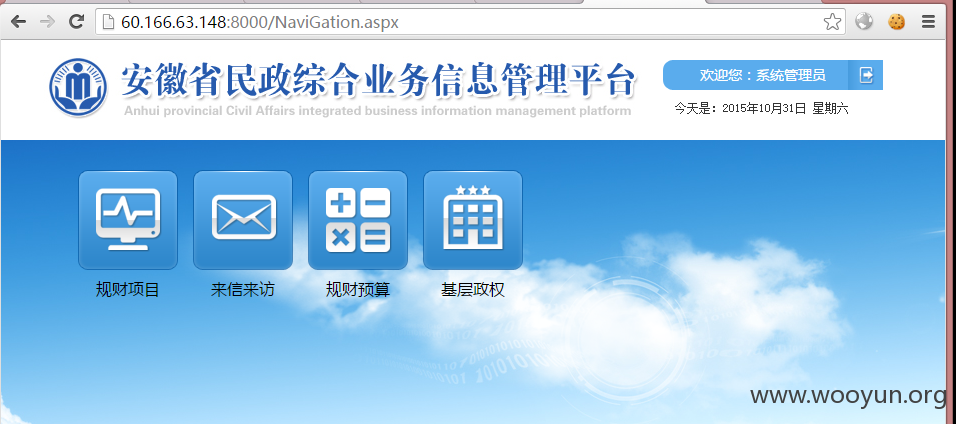 60.166.63.148:8000/NaviGation.aspx
安徽省民政综合业务信息管理平台
Anhui provincial Civil Affairs integrated business information management platform
欢迎您：系统管理员
今天是：2015年10月31日 星期六
规财项目
来信来访
规财预算
基层政权
www.wooyun.org